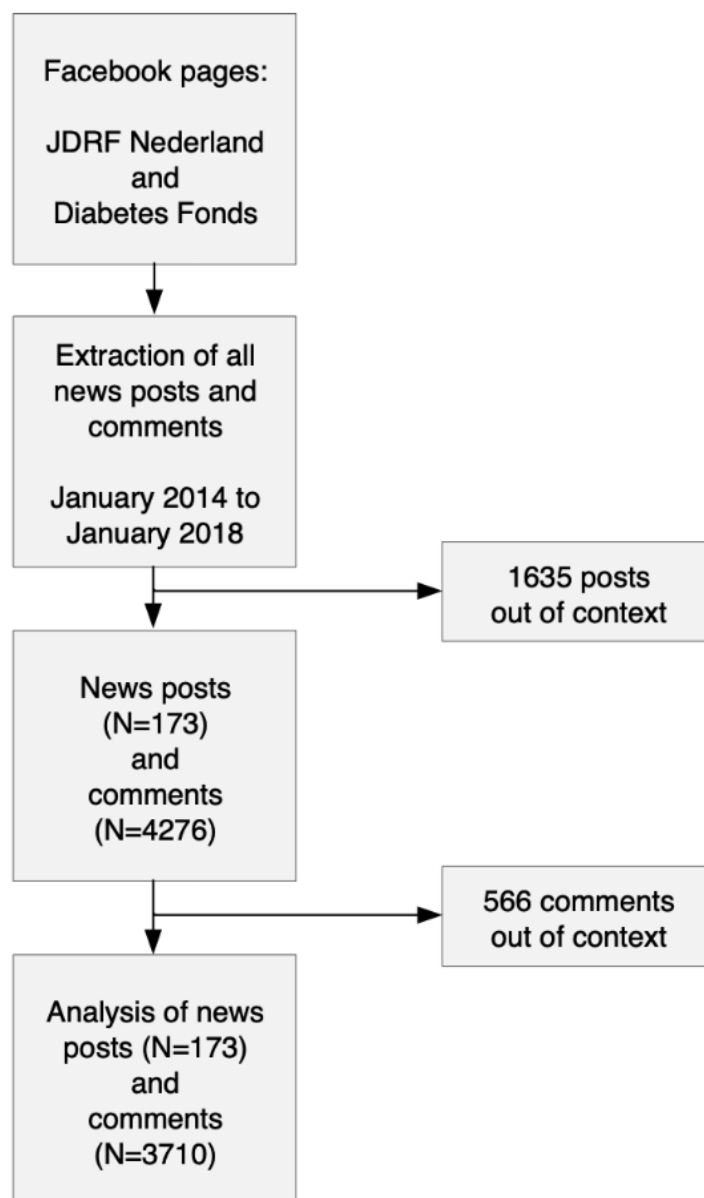 Facebook pages:
JDRF Nederland
and
Diabetes Fonds
Extraction of all
news posts and
comments
January 2014 to
January 2018
1635 posts
out of context
News posts
(N=173)
and
comments
(N=4276)
566 comments
out of context
Analysis of news
posts (N=173)
and
comments
(N=3710)